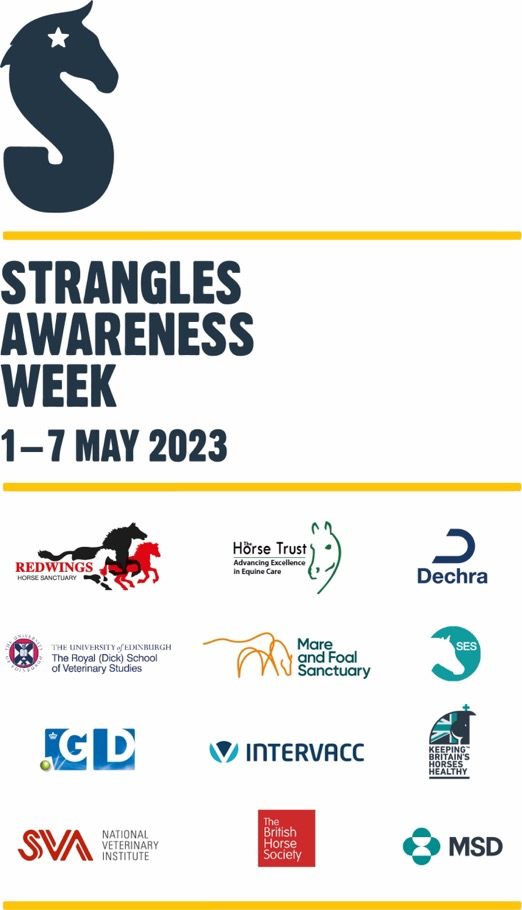 STRANGLES
AWARENESS
WEEK
1–7 MAY 2023
REDWINGS
HORSE SANCTUARY
The
Horse Trust
Advancing Excellence
in Equine Care
Dechra
THE UNIVERSITY of EDINBURGH
The Royal (Dick) School
of Veterinary Studies
Mare
and Foal
Sanctuary
SES
GD
INTERVACC
KEEPING™
BRITAIN'S
HORSES
HEALTHY
SVA
NATIONAL
VETERINARY
INSTITUTE
The
British
Horse
Society
MSD